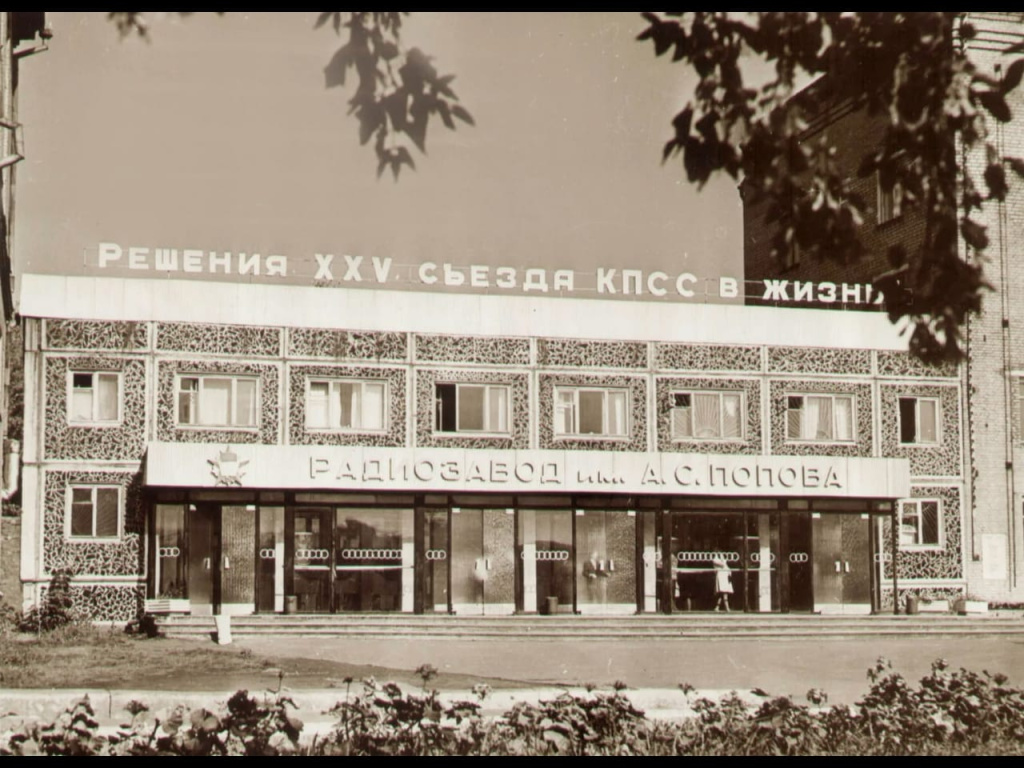 РЕШЕНИЯ XXV СЪЕЗДА КПСС В ЖИЗНЬ
РАДИОЗАВОД им. А.С. ПОПОВА